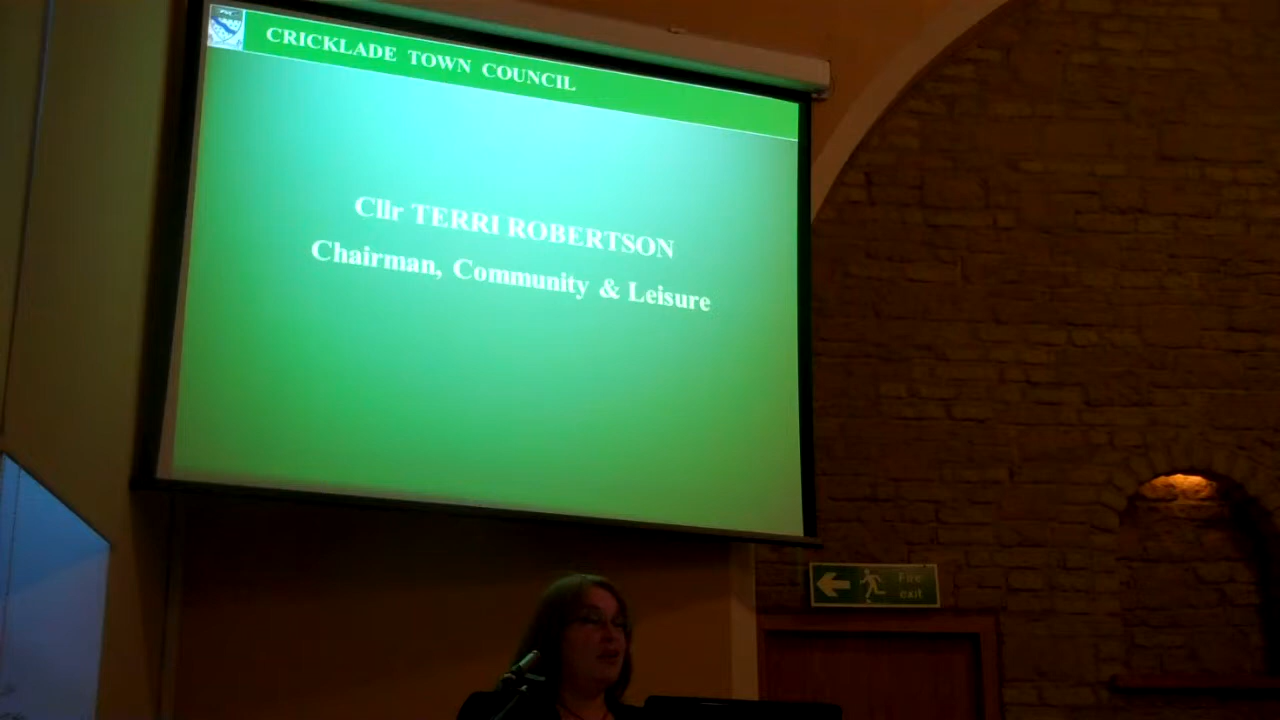 CRICKLADE TOWN COUNCIL
Cllr TERRI ROBERTSON
Chairman, Community & Leisure
Fire
exit